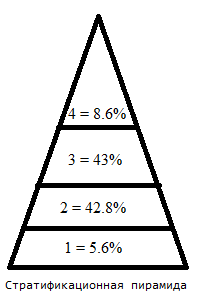 4 = 8.6%
3 = 43%
2 = 42.8%
1 = 5.6%
Стратификационная пирамида